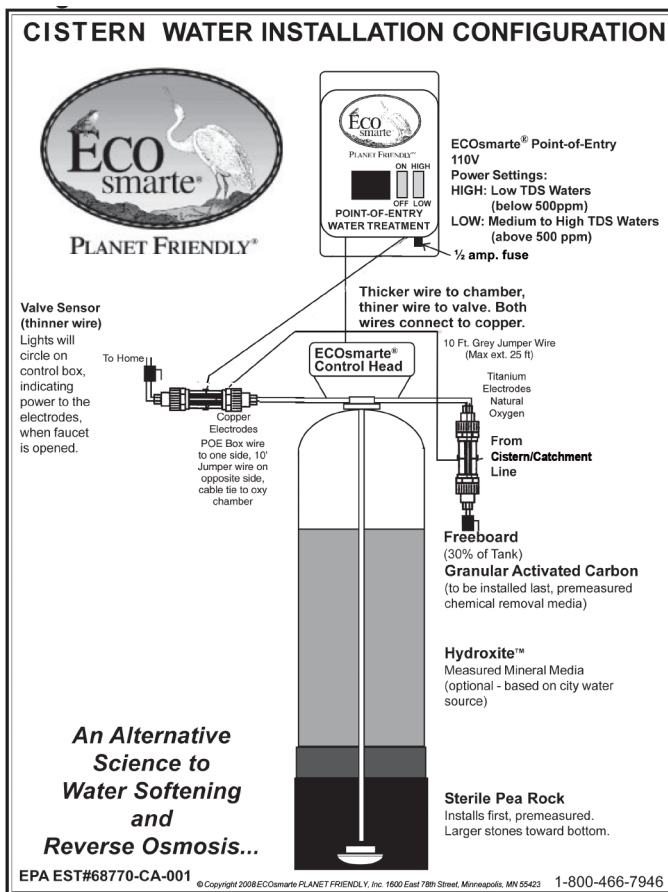 CISTERN WATER INSTALLATION CONFIGURATION
ECO
smarte®
PLANET FRIENDLY®
ECO
smarte
PLANET FRIENDLY™
ON HIGH
OFF LOW
POINT-OF-ENTRY
WATER TREATMENT
ECOsmarte® Point-of-Entry
110V
Power Settings:
HIGH: Low TDS Waters
(below 500ppm)
LOW: Medium to High TDS Waters
(above 500 ppm)
½ amp. fuse
Thicker wire to chamber,
thiner wire to valve. Both
wires connect to copper.
Valve Sensor
(thinner wire)
Lights will
circle on
control box,
indicating
power to the
electrodes,
when faucet
is opened.
To Home
ECOsmarte®
Control Head
10 Ft. Grey Jumper Wire
(Max ext. 25 ft)
Titanium
Electrodes
Natural
Oxygen
Copper
Electrodes
POE Box wire
to one side, 10'
Jumper wire on
opposite side,
cable tie to oxy
chamber
From
Cistern/Catchment
Line
Freeboard
(30% of Tank)
Granular Activated Carbon
(to be installed last, premeasured
chemical removal media)
Hydroxite™
Measured Mineral Media
(optional - based on city water
source)
An Alternative
Science to
Water Softening
and
Reverse Osmosis...
Sterile Pea Rock
Installs first, premeasured.
Larger stones toward bottom.
EPA EST#68770-CA-001
© Copyright 2008 ECOsmarte PLANET FRIENDLY, Inc. 1600 East 78th Street, Minneapolis, MN 55423
1-800-466-7946